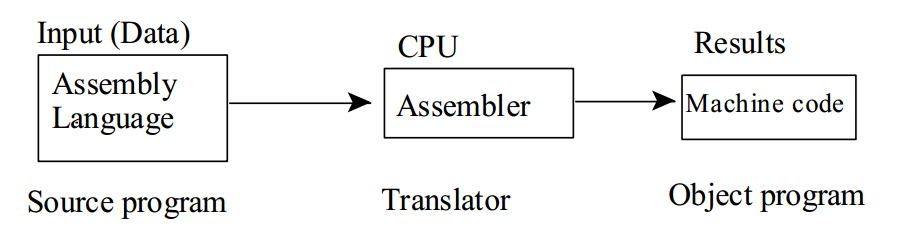 Input (Data)
CPU
Results
Assembly
Language
Assembler
Machine code
Source program
Translator
Object program